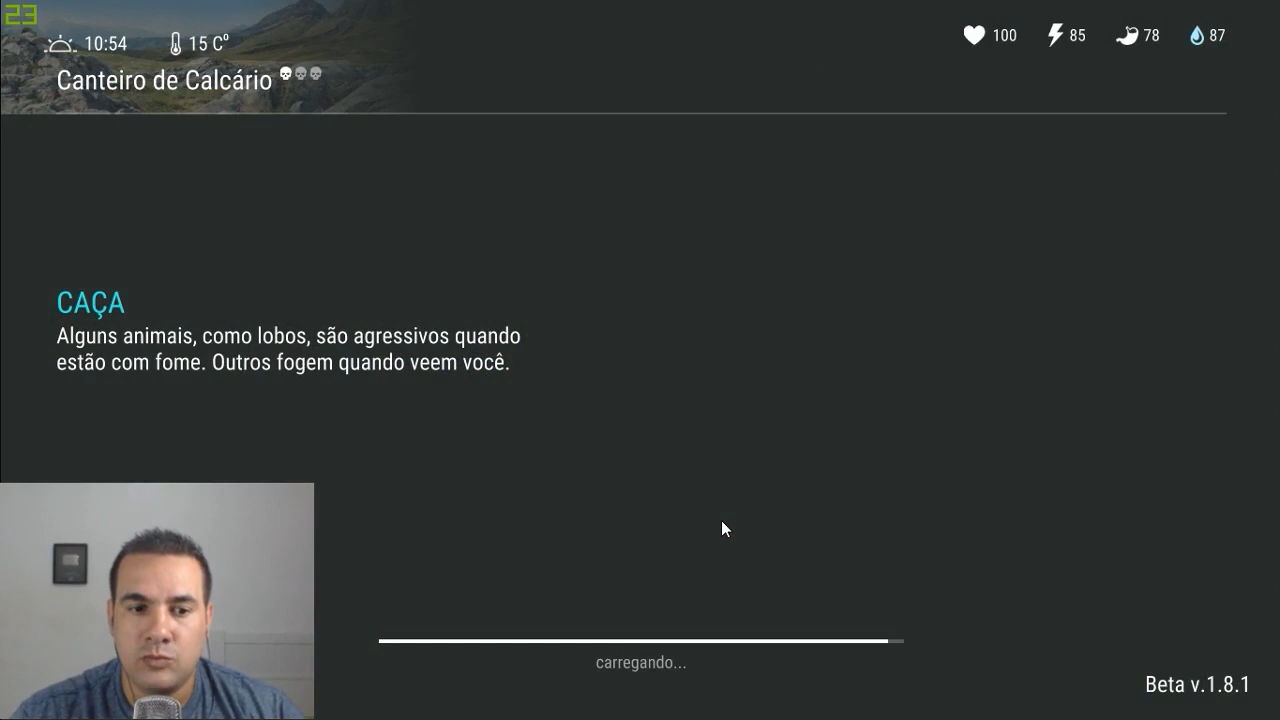 23
10:54 15 Cº
100 85 78 87
Canteiro de Calcário
CAÇA
Alguns animais, como lobos, são agressivos quando
estão com fome. Outros fogem quando veem você.
carregando...
Beta v.1.8.1